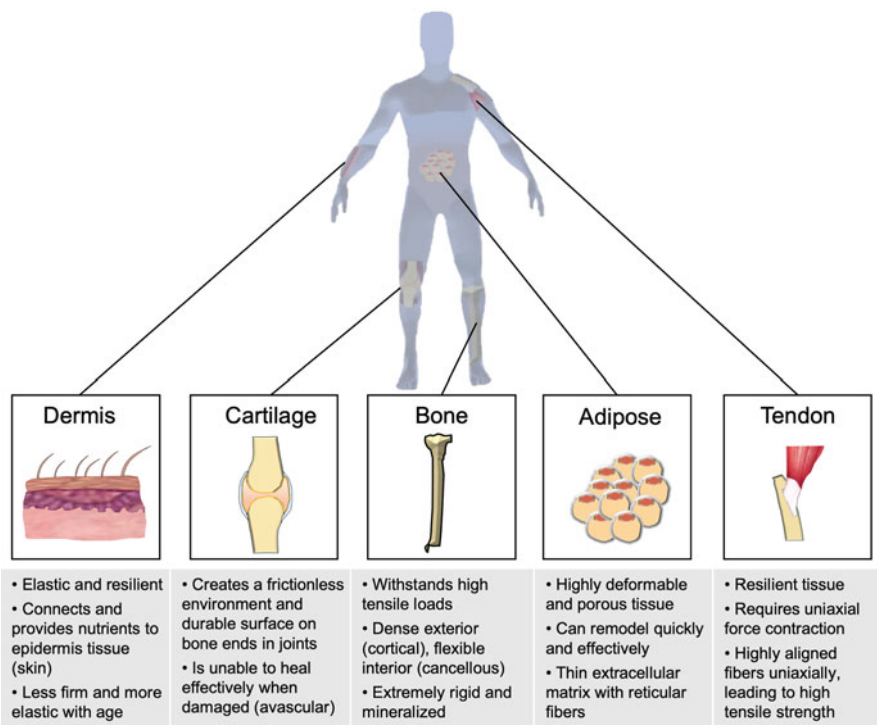 Dermis
Cartilage
Bone
Adipose
Tendon
• Elastic and resilient
• Connects and
provides nutrients to
epidermis tissue
(skin)
• Less firm and more
elastic with age
• Creates a frictionless
environment and
durable surface on
bone ends in joints
• Is unable to heal
effectively when
damaged (avascular)
• Withstands high
tensile loads
• Dense exterior
(cortical), flexible
interior (cancellous)
• Extremely rigid and
mineralized
• Highly deformable
and porous tissue
• Can remodel quickly
and effectively
• Thin extracellular
matrix with reticular
fibers
• Resilient tissue
• Requires uniaxial
force contraction
• Highly aligned
fibers uniaxially,
leading to high
tensile strength